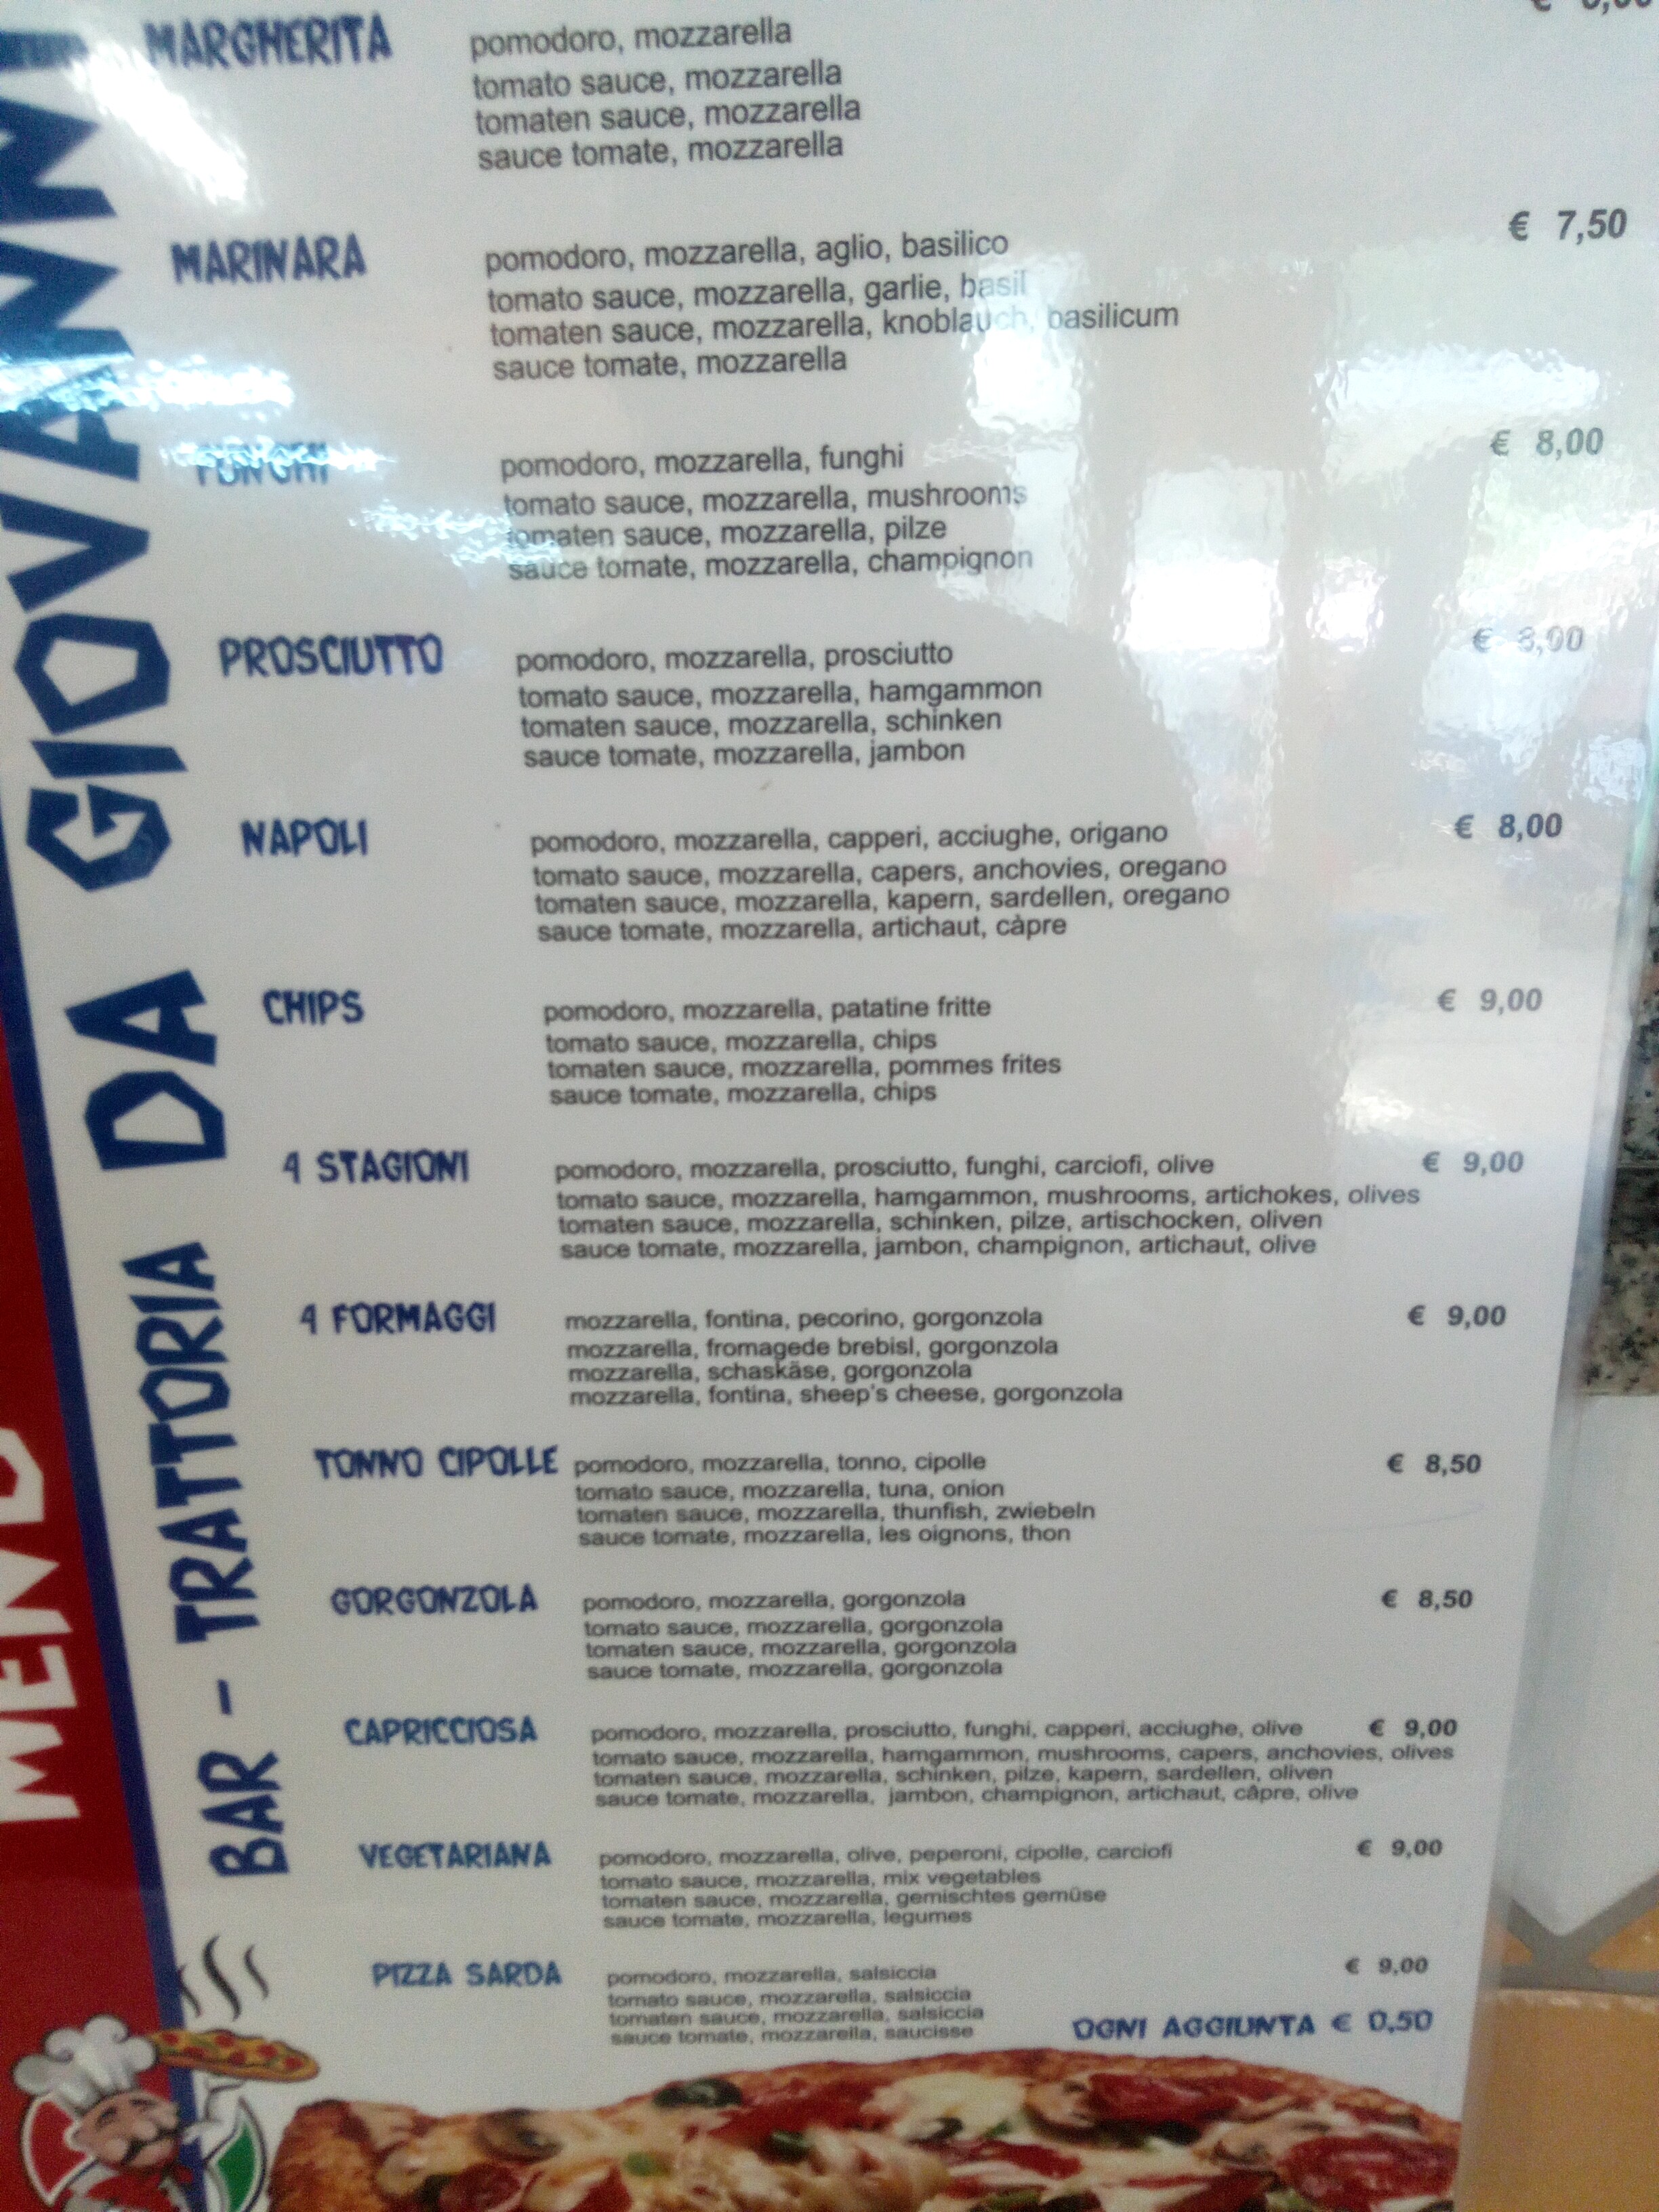 MARGHERITA
pomodoro, mozzarella
tomato sauce, mozzarella
tomaten sauce, mozzarella
sauce tomate, mozzarella
MARINARA
pomodoro, mozzarella, aglio, basilico
€ 7,50
tomato sauce, mozzarella, garlie, basil
tomaten sauce, mozzarella, knoblauch, basilicum
sauce tomate, mozzarella
FUNGHI
pomodoro, mozzarella, funghi
€ 8,00
tomato sauce, mozzarella, mushrooms
tomaten sauce, mozzarella, pilze
sauce tomate, mozzarella, champignon
PROSCIUTTO
pomodoro, mozzarella, prosciutto
€
tomato sauce, mozzarella, hamgammon
tomaten sauce, mozzarella, schinken
sauce tomate, mozzarella, jambon
NAPOLI
pomodoro, mozzarella, capperi, acciughe, origano
€ 8,00
tomato sauce, mozzarella, capers, anchovies, oregano
tomaten sauce, mozzarella, kapern, sardellen, oregano
sauce tomate, mozzarella, artichaut, càpre
CHIPS
pomodoro, mozzarella, patatine fritte
€ 9,00
tomato sauce, mozzarella, chips
tomaten sauce, mozzarella, pommes frites
sauce tomate, mozzarella, chips
4 STAGIONI
pomodoro, mozzarella, prosciutto, funghi, carciofi, olive
€ 9,00
tomato sauce, mozzarella, hamgammon, mushrooms, artichokes, olives
tomaten sauce, mozzarella, schinken, pilze, artischocken, oliven
sauce tomate, mozzarella, jambon, champignon, artichaut, olive
4 FORMAGGI
mozzarella, fontina, pecorino, gorgonzola
€ 9,00
mozzarella, fromagede brebisl, gorgonzola
mozzarella, schaskäse, gorgonzola
mozzarella, fontina, sheep's cheese, gorgonzola
TONNO CIPOLLE
pomodoro, mozzarella, tonno, cipolle
€ 8,50
tomato sauce, mozzarella, tuna, onion
tomaten sauce, mozzarella, thunfish, zwiebeln
sauce tomate, mozzarella, les oignons, thon
GORGONZOLA
pomodoro, mozzarella, gorgonzola
€ 8,50
tomato sauce, mozzarella, gorgonzola
tomaten sauce, mozzarella, gorgonzola
sauce tomate, mozzarella, gorgonzola
CAPRICCIOSA
pomodoro, mozzarella, prosciutto, funghi, capperi, acciughe, olive
€ 9,00
tomato sauce, mozzarella, hamgammon, mushrooms, capers, anchovies, olives
tomaten sauce, mozzarella, schinken, pilze, kapern, sardellen, oliven
sauce tomate, mozzarella, jambon, champignon, artichaut, câpre, olive
VEGETARIANA
pomodoro, mozzarella, olive, peperoni, cipolle, carciofi
€ 9,00
tomato sauce, mozzarella, mix vegetables
tomaten sauce, mozzarella, gemischtes gemüse
sauce tomate, mozzarella, legumes
PIZZA SARDA
pomodoro, mozzarella, salsiccia
€ 9,00
tomato sauce, mozzarella, salsiccia
tomaten sauce, mozzarella, salsiccia
sauce tomate, mozzarella, saucisse
OGNI AGGIUNTA € 0,50
BAR - TRATTORIA DA GIOVANNI
MENU